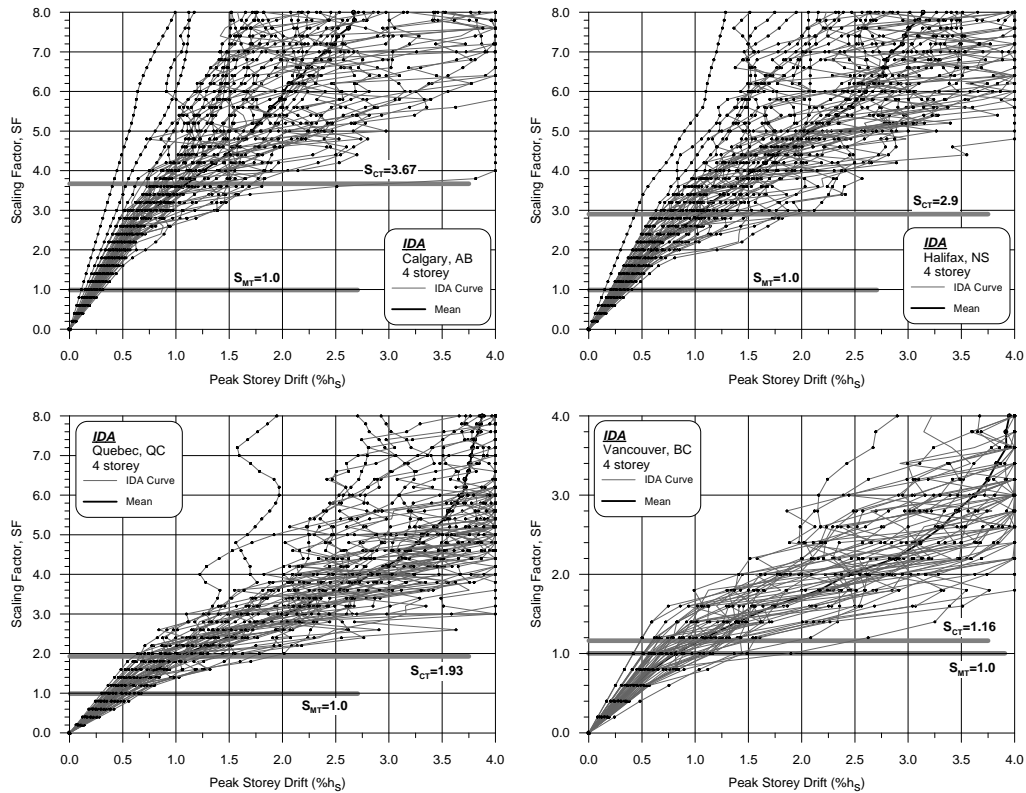 8.0
7.0
6.0
5.0
4.0
3.0
2.0
1.0
0.0
Scaling Factor, SF
S_CT=3.67
S_MT=1.0
IDA
Calgary, AB
4 storey
IDA Curve
Mean
0.0 0.5 1.0 1.5 2.0 2.5 3.0 3.5 4.0
Peak Storey Drift (%h_S)
8.0
7.0
6.0
5.0
4.0
3.0
2.0
1.0
0.0
Scaling Factor, SF
S_CT=2.9
S_MT=1.0
IDA
Halifax, NS
4 storey
IDA Curve
Mean
0.0 0.5 1.0 1.5 2.0 2.5 3.0 3.5 4.0
Peak Storey Drift (%h_S)
8.0
7.0
6.0
5.0
4.0
3.0
2.0
1.0
0.0
Scaling Factor, SF
IDA
Quebec, QC
4 storey
IDA Curve
Mean
S_CT=1.93
S_MT=1.0
0.0 0.5 1.0 1.5 2.0 2.5 3.0 3.5 4.0
Peak Storey Drift (%h_S)
4.0
3.0
2.0
1.0
0.0
Scaling Factor, SF
IDA
Vancouver, BC
4 storey
IDA Curve
Mean
S_CT=1.16
S_MT=1.0
0.0 0.5 1.0 1.5 2.0 2.5 3.0 3.5 4.0
Peak Storey Drift (%h_S)